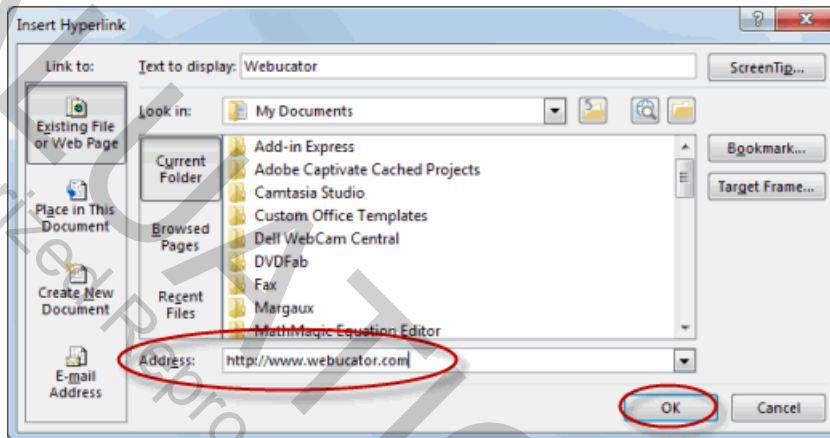 Insert Hyperlink
Link to:
Text to display: Webucator
ScreenTip...
Existing File
or Web Page
Look in: My Documents
Current
Folder
Add-in Express
Adobe Captivate Cached Projects
Camtasia Studio
Custom Office Templates
Dell WebCam Central
DVDFab
Fax
Margaux
MathMagic Equation Editor
Bookmark...
Target Frame...
Place in This
Document
Browsed
Pages
Create New
Document
Recent
Files
E-mail
Address
Address: http://www.webucator.com
OK
Cancel